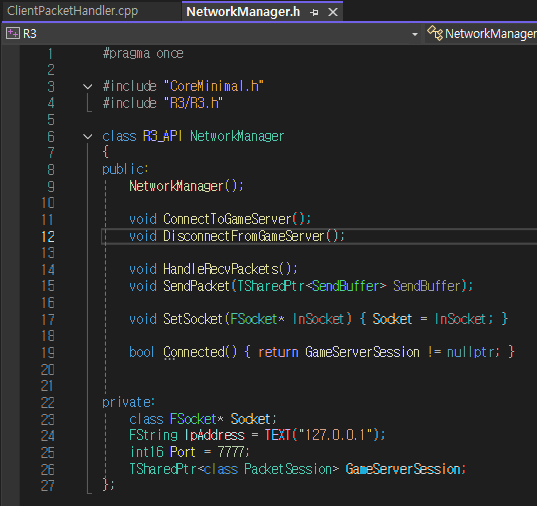 ClientPacketHandler.cpp
NetworkManager.h
R3
NetworkManager
1 #pragma once
2
3 #include "CoreMinimal.h"
4 #include "R3/R3.h"
5
6 class R3_API NetworkManager
7 {
8 public:
9 NetworkManager();
10
11 void ConnectToGameServer();
12 void DisconnectFromGameServer();
13
14 void HandleRecvPackets();
15 void SendPacket(TSharedPtr<SendBuffer> SendBuffer);
16
17 void SetSocket(FSocket* InSocket) { Socket = InSocket; }
18
19 bool Connected() { return GameServerSession != nullptr; }
20
21
22 private:
23 class FSocket* Socket;
24 FString IpAddress = TEXT("127.0.0.1");
25 int16 Port = 7777;
26 TSharedPtr<class PacketSession> GameServerSession;
27 };